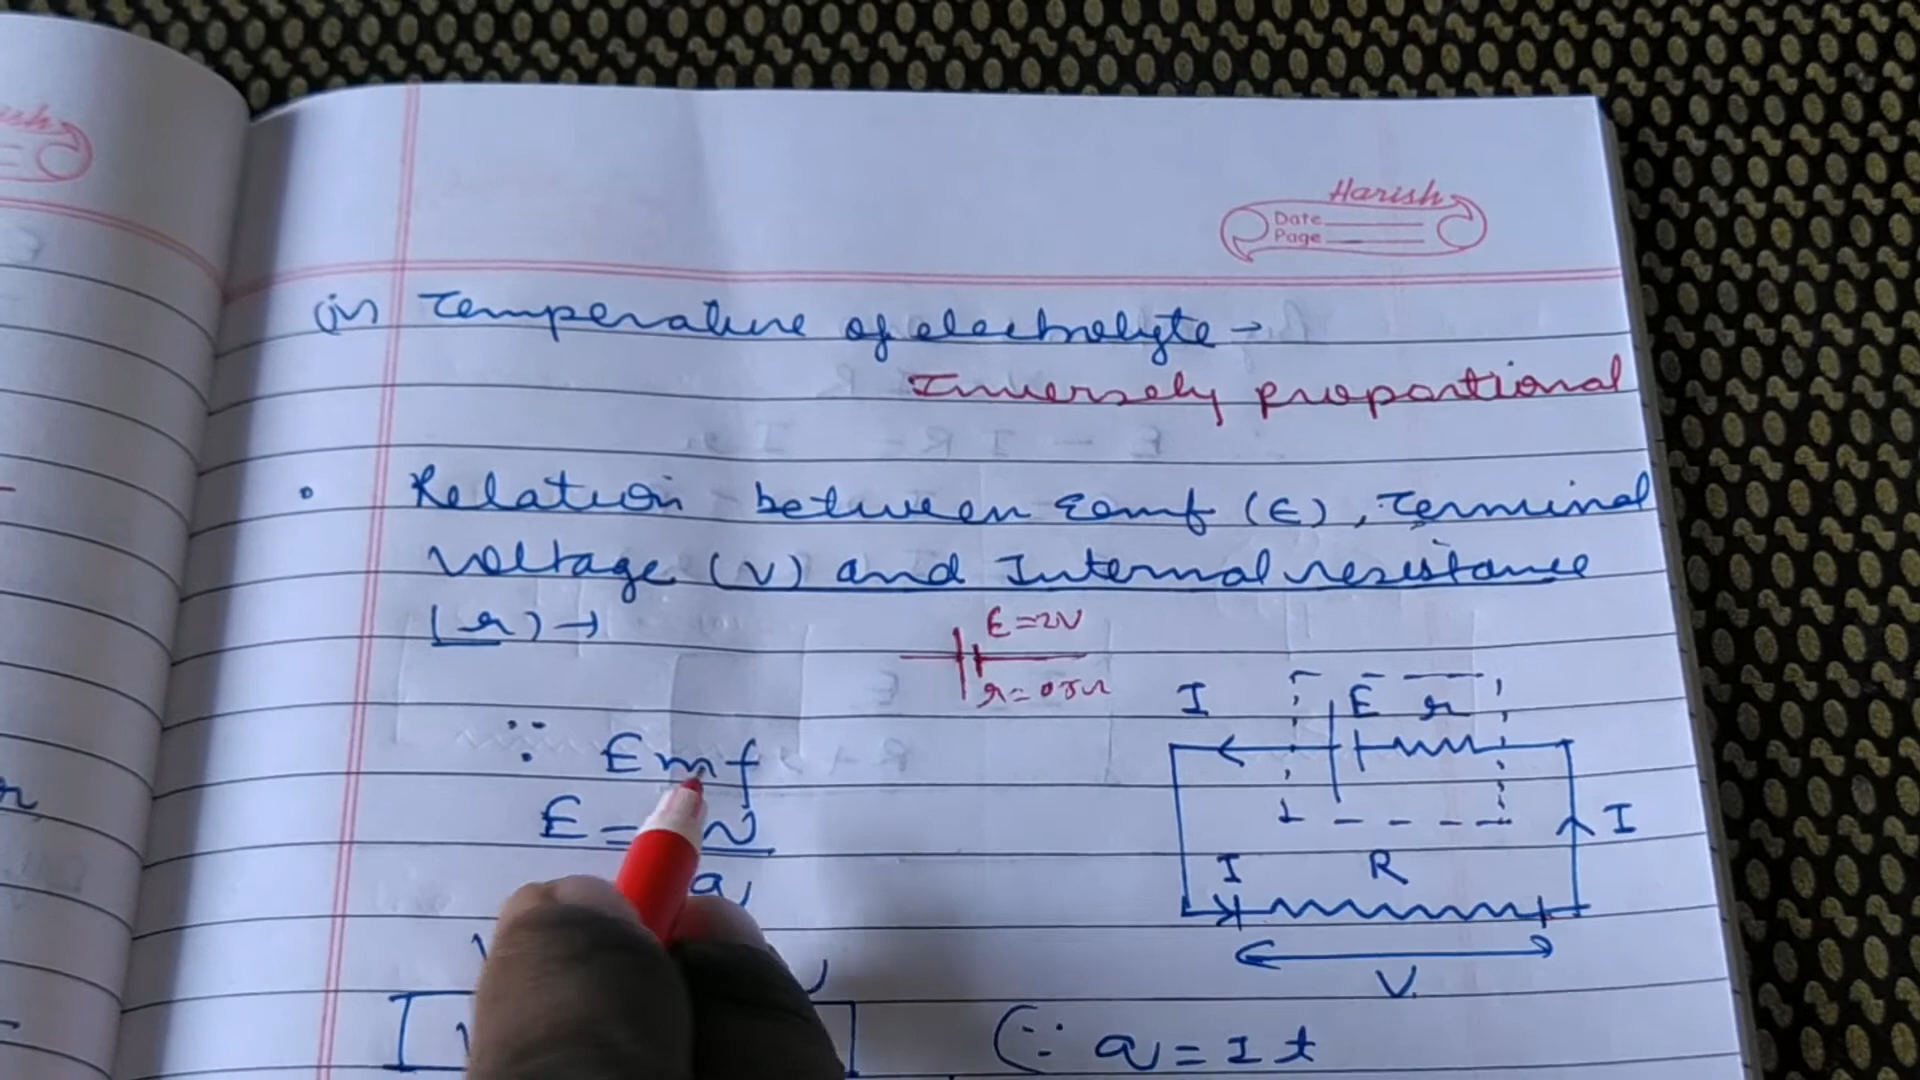 Harish
Date
Page
(iv) Temperature of electrolyte →
Inversely proportional
• Relation between Eemf (E), Terminal
voltage (V) and Internal resistance
(r) →
E = 2V
r = 0.5Ω
∵ Emf
E =
I
E r
I
I
R
V
(∵ q = It